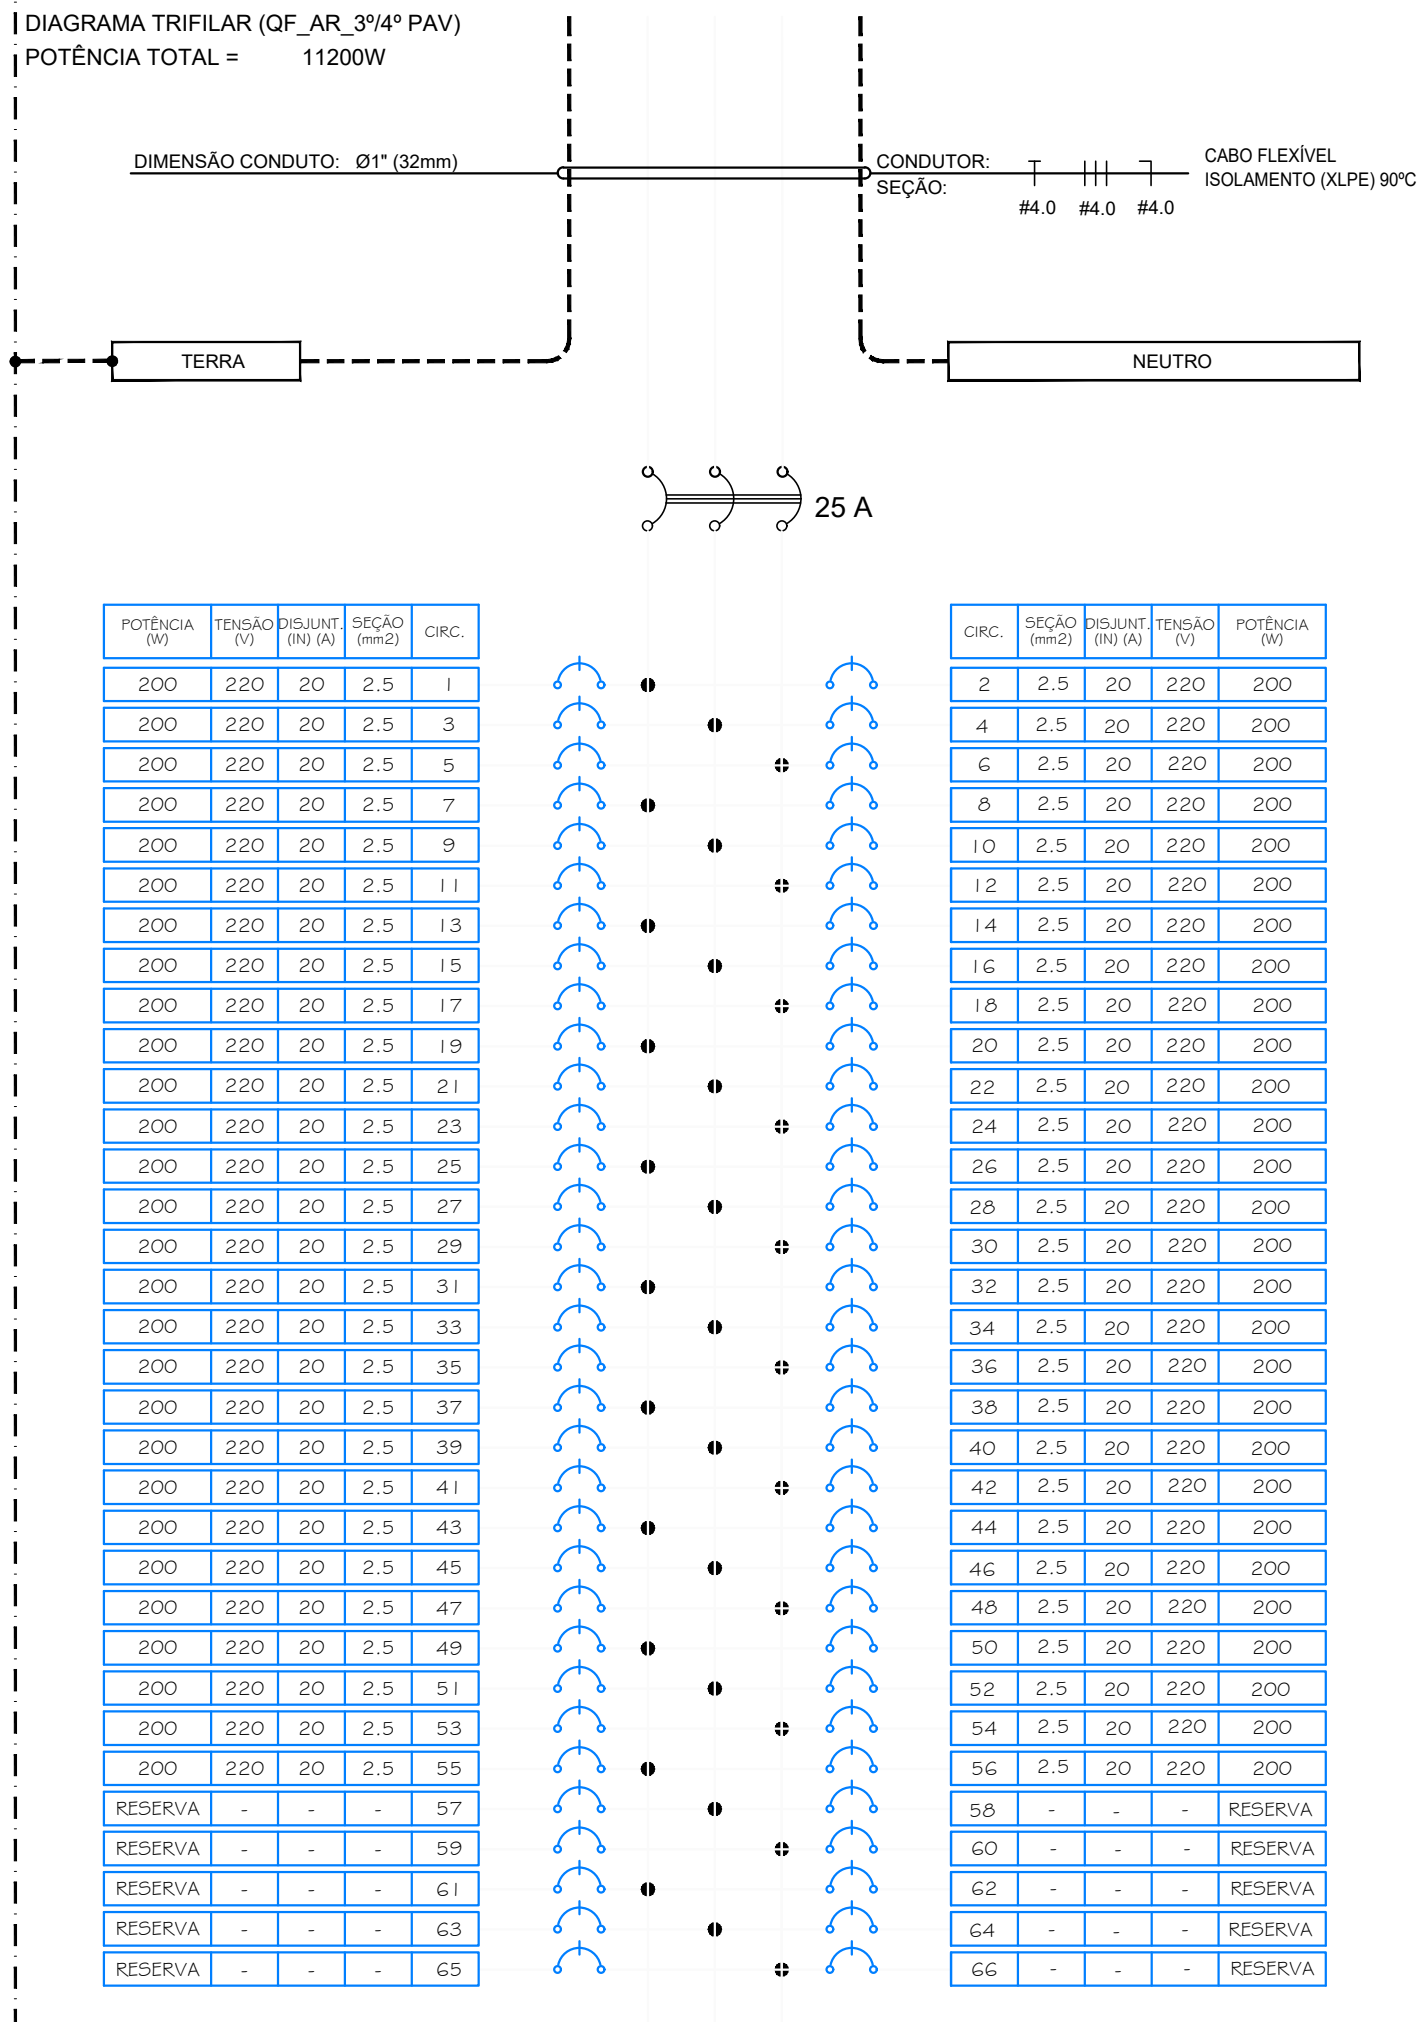 DIAGRAMA TRIFILAR (QF_AR_3º/4º PAV)
POTÊNCIA TOTAL = 11200W
DIMENSÃO CONDUTO: Ø1" (32mm)
CONDUTOR:
SEÇÃO:
#4.0 #4.0 #4.0
CABO FLEXÍVEL
ISOLAMENTO (XLPE) 90ºC
TERRA
NEUTRO
25 A
POTÊNCIA (W) TENSÃO (V) DISJUNT. (IN) (A) SEÇÃO (mm2) CIRC.
200 220 20 2.5 1
200 220 20 2.5 3
200 220 20 2.5 5
200 220 20 2.5 7
200 220 20 2.5 9
200 220 20 2.5 11
200 220 20 2.5 13
200 220 20 2.5 15
200 220 20 2.5 17
200 220 20 2.5 19
200 220 20 2.5 21
200 220 20 2.5 23
200 220 20 2.5 25
200 220 20 2.5 27
200 220 20 2.5 29
200 220 20 2.5 31
200 220 20 2.5 33
200 220 20 2.5 35
200 220 20 2.5 37
200 220 20 2.5 39
200 220 20 2.5 41
200 220 20 2.5 43
200 220 20 2.5 45
200 220 20 2.5 47
200 220 20 2.5 49
200 220 20 2.5 51
200 220 20 2.5 53
200 220 20 2.5 55
RESERVA - - - 57
RESERVA - - - 59
RESERVA - - - 61
RESERVA - - - 63
RESERVA - - - 65
CIRC. SEÇÃO (mm2) DISJUNT. (IN) (A) TENSÃO (V) POTÊNCIA (W)
2 2.5 20 220 200
4 2.5 20 220 200
6 2.5 20 220 200
8 2.5 20 220 200
10 2.5 20 220 200
12 2.5 20 220 200
14 2.5 20 220 200
16 2.5 20 220 200
18 2.5 20 220 200
20 2.5 20 220 200
22 2.5 20 220 200
24 2.5 20 220 200
26 2.5 20 220 200
28 2.5 20 220 200
30 2.5 20 220 200
32 2.5 20 220 200
34 2.5 20 220 200
36 2.5 20 220 200
38 2.5 20 220 200
40 2.5 20 220 200
42 2.5 20 220 200
44 2.5 20 220 200
46 2.5 20 220 200
48 2.5 20 220 200
50 2.5 20 220 200
52 2.5 20 220 200
54 2.5 20 220 200
56 2.5 20 220 200
58 - - - RESERVA
60 - - - RESERVA
62 - - - RESERVA
64 - - - RESERVA
66 - - - RESERVA